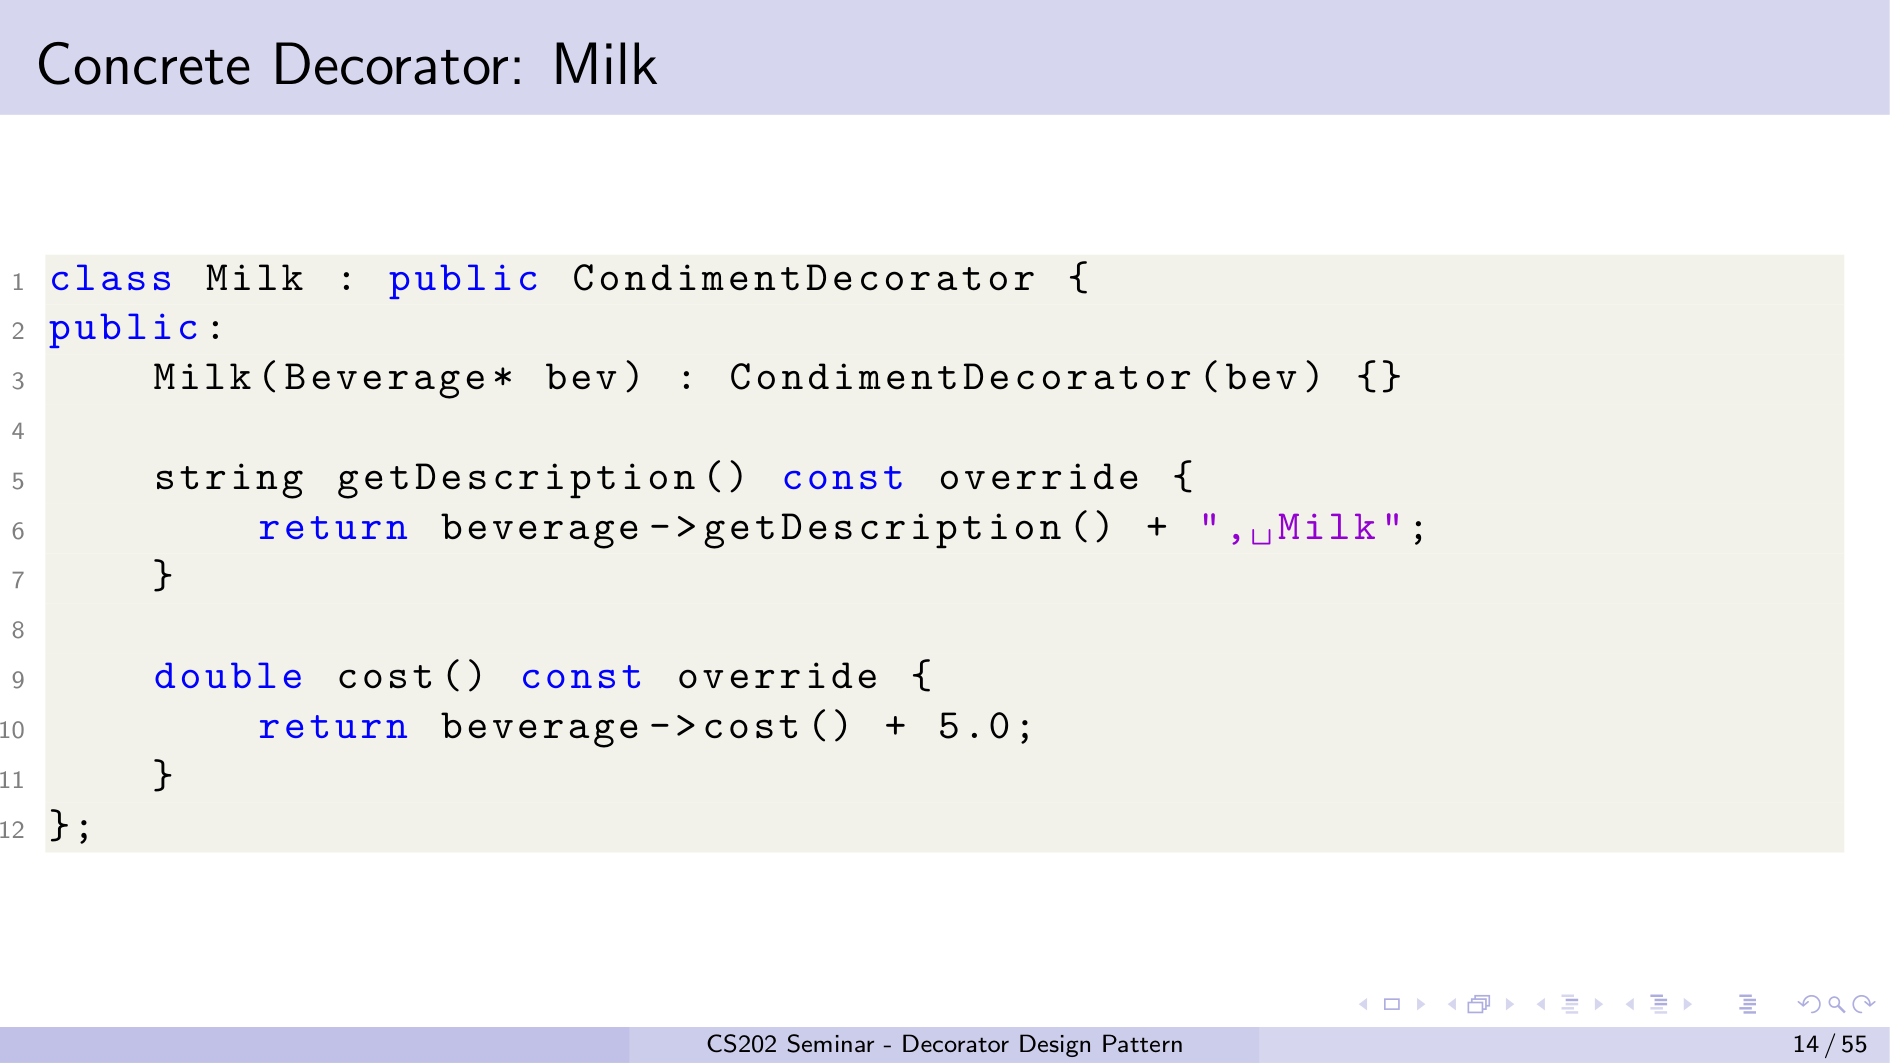 Concrete Decorator: Milk
1 class Milk : public CondimentDecorator {
2 public:
3     Milk(Beverage* bev) : CondimentDecorator(bev) {}
4
5     string getDescription() const override {
6         return beverage->getDescription() + ",␣Milk";
7     }
8
9     double cost() const override {
10         return beverage->cost() + 5.0;
11     }
12 };
CS202 Seminar - Decorator Design Pattern
14 / 55